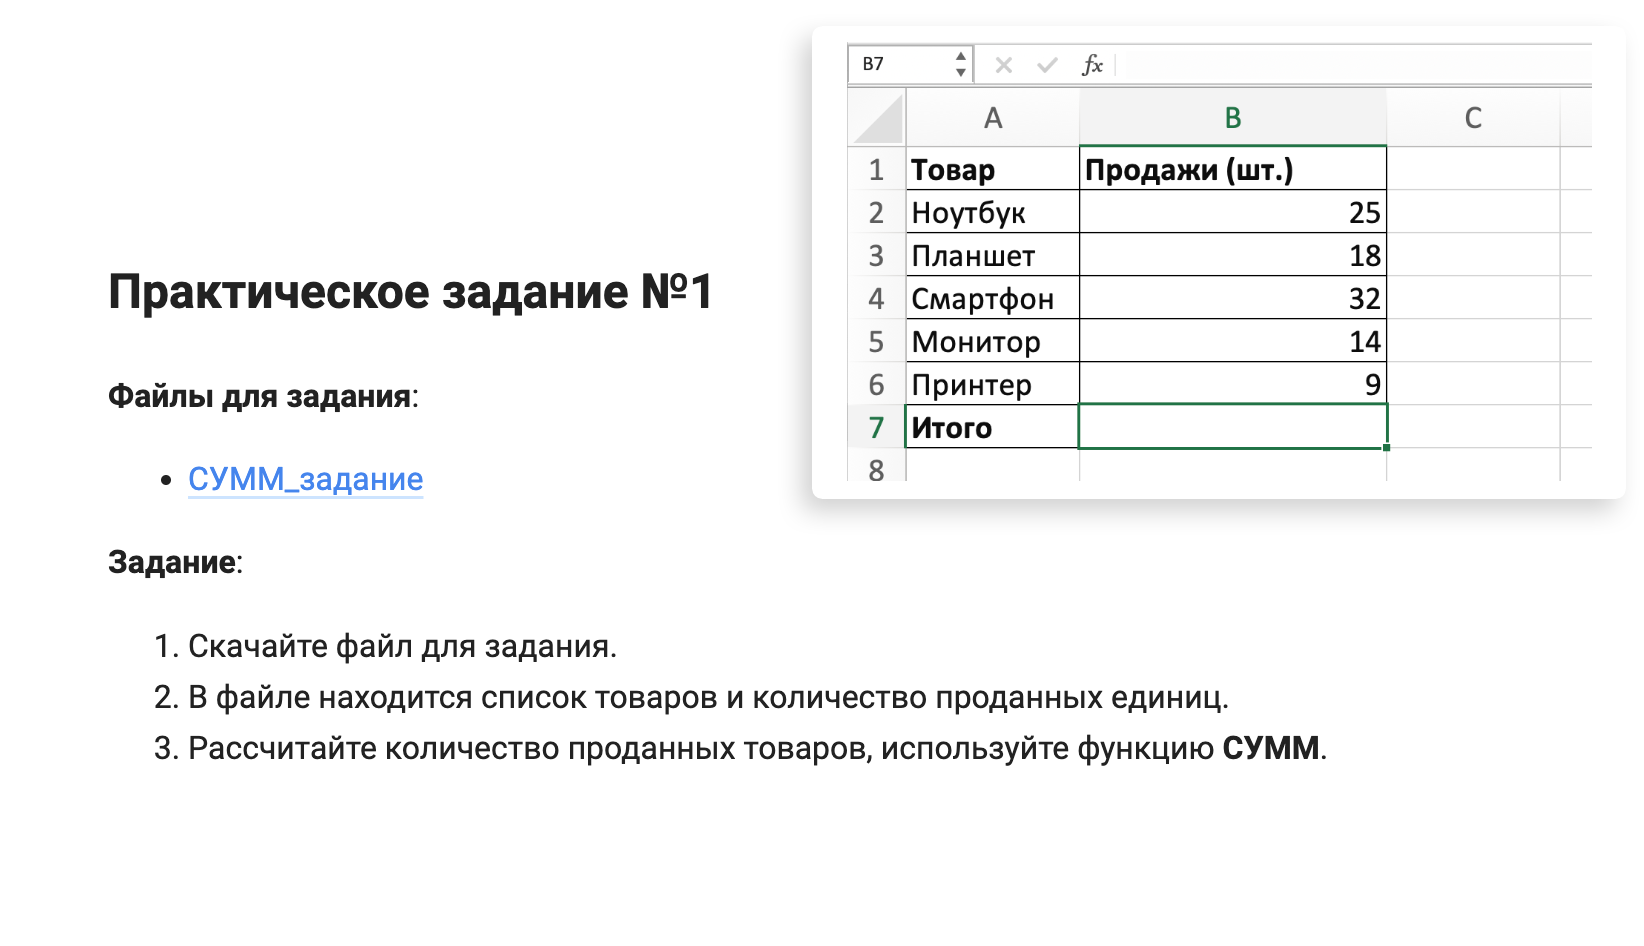 Практическое задание №1
Файлы для задания:
• СУММ_задание
Задание:
1. Скачайте файл для задания.
2. В файле находится список товаров и количество проданных единиц.
3. Рассчитайте количество проданных товаров, используйте функцию СУММ.
B7 fx
A B C
1 Товар Продажи (шт.)
2 Ноутбук 25
3 Планшет 18
4 Смартфон 32
5 Монитор 14
6 Принтер 9
7 Итого
8